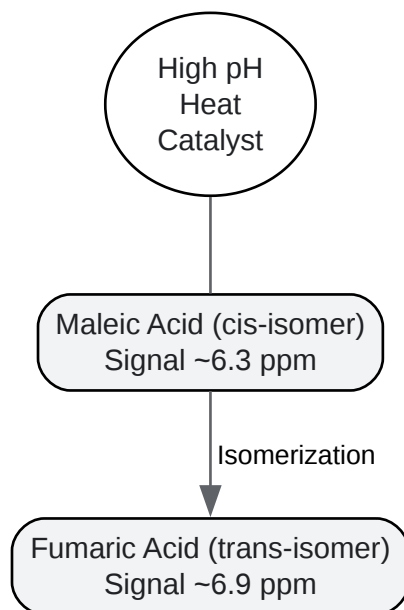 High pH
Heat
Catalyst
Maleic Acid (cis-isomer)
Signal ~6.3 ppm
Isomerization
Fumaric Acid (trans-isomer)
Signal ~6.9 ppm